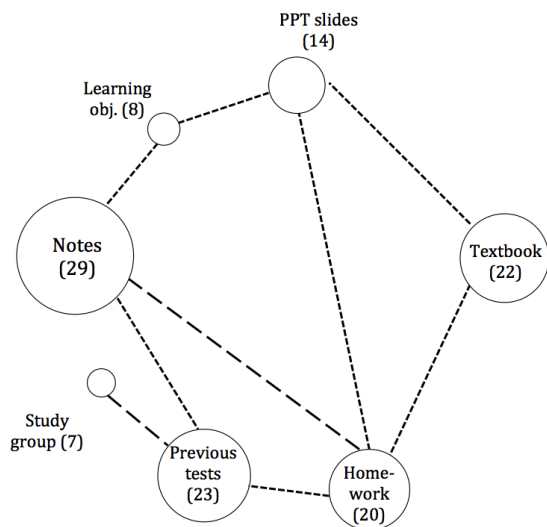 PPT slides
(14)
Learning
obj. (8)
Notes
(29)
Textbook
(22)
Study
group (7)
Previous
tests
(23)
Home-
work
(20)